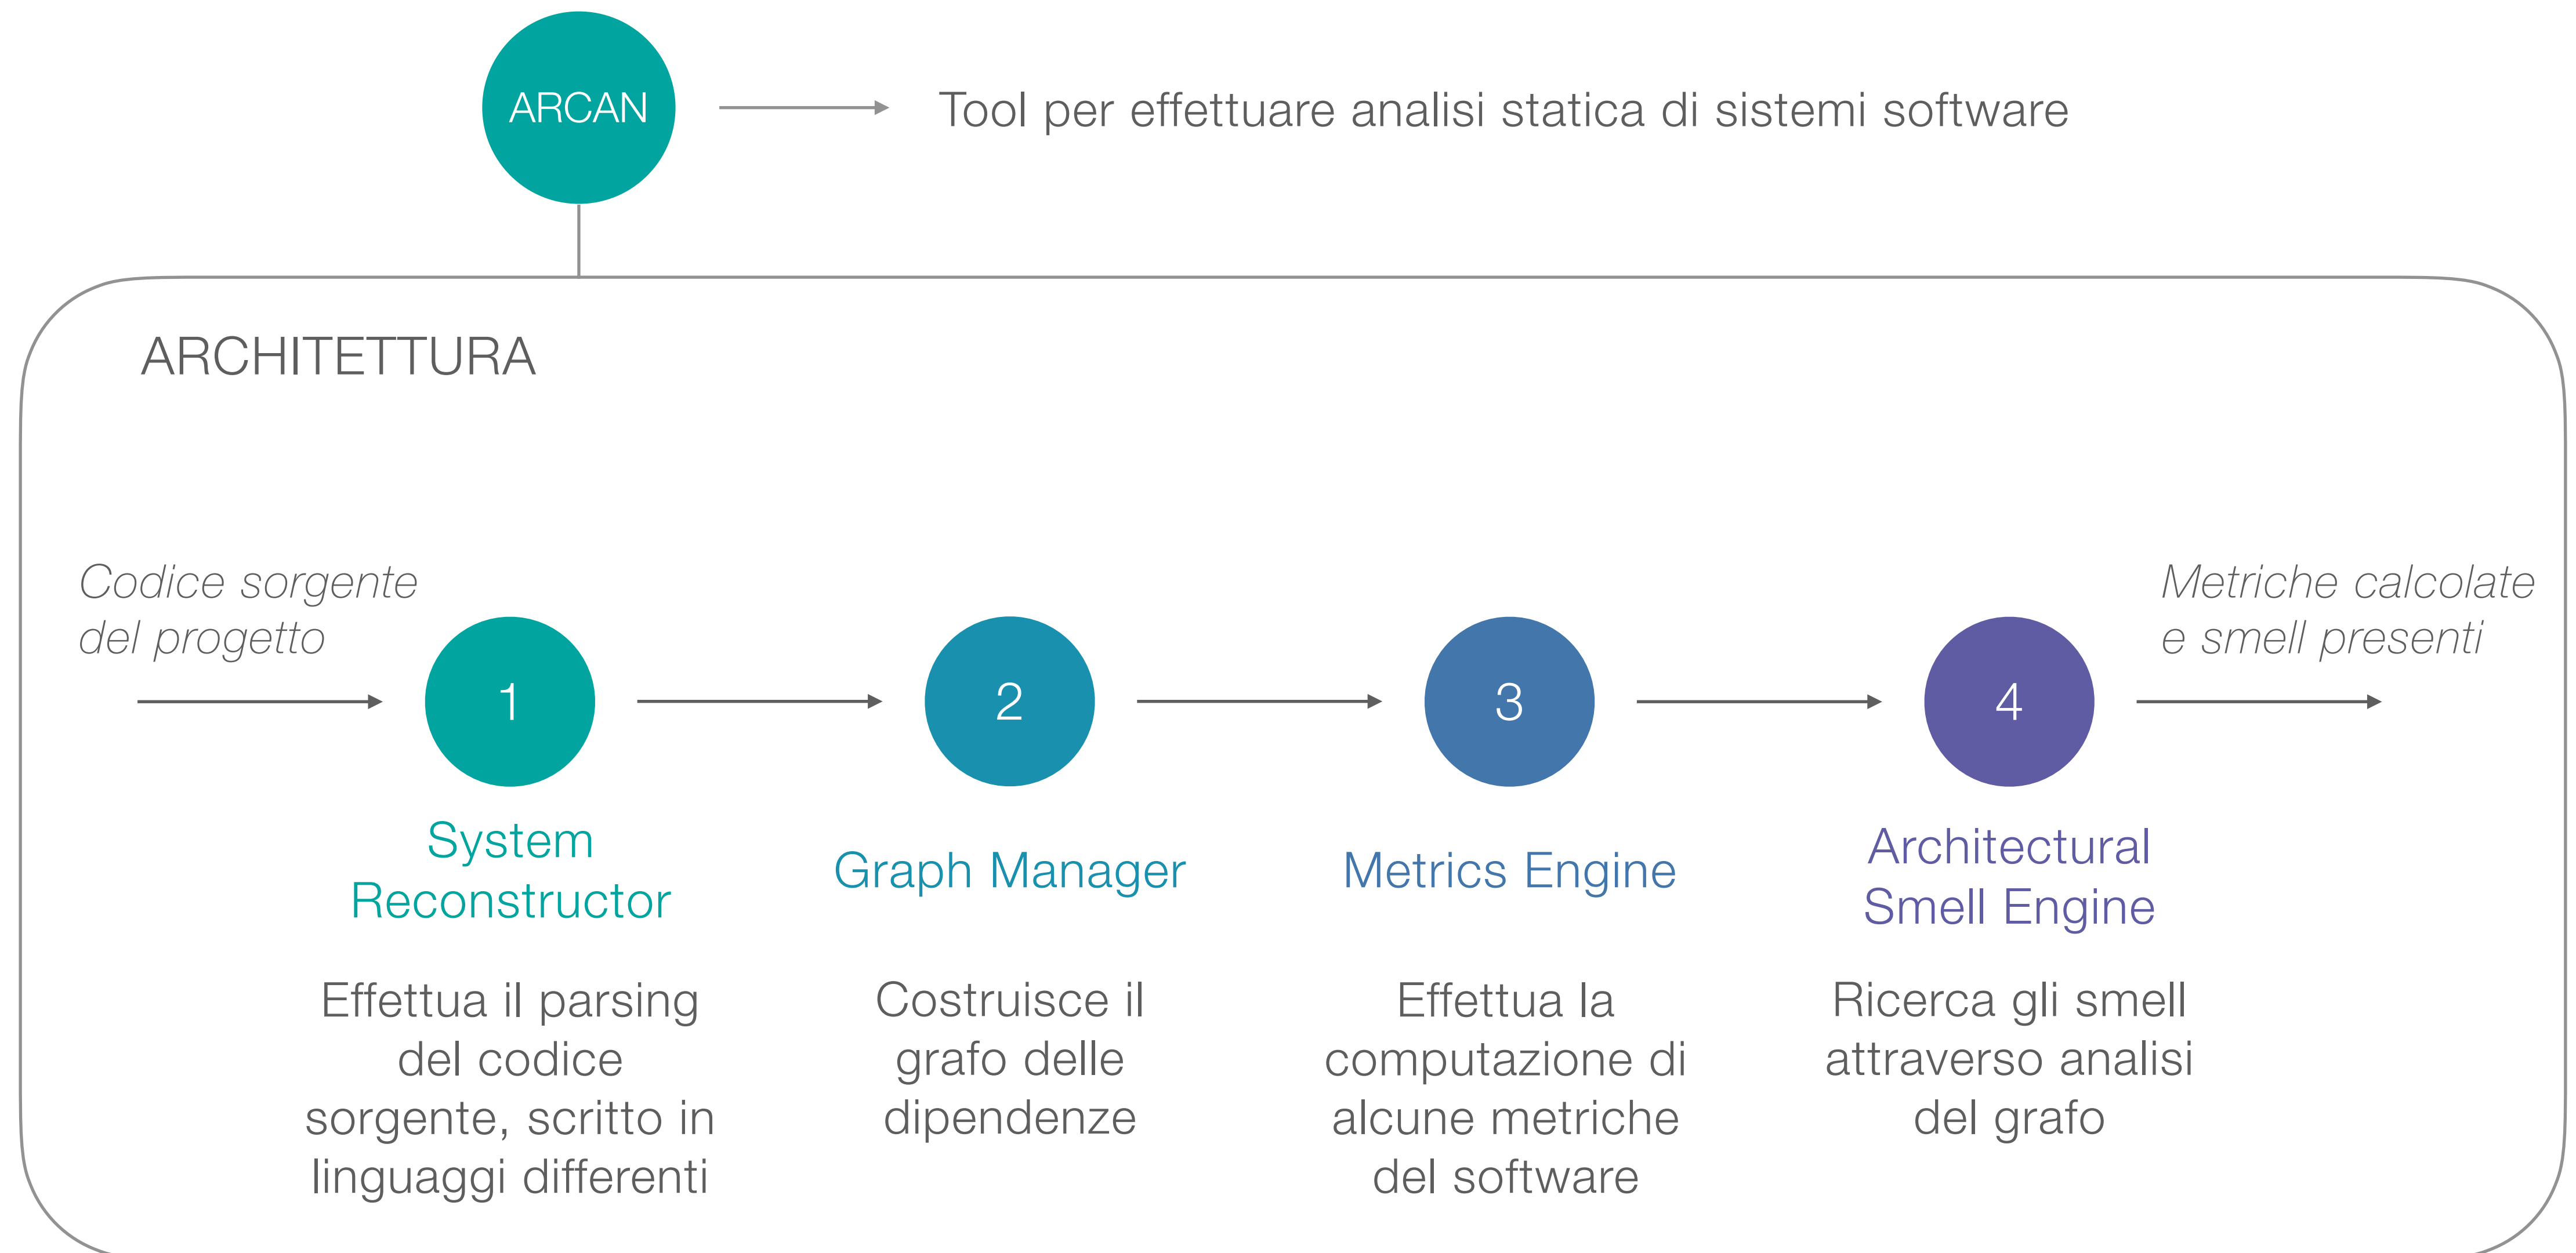 ARCAN
Tool per effettuare analisi statica di sistemi software
ARCHITETTURA
Codice sorgente
del progetto
Metriche calcolate
e smell presenti
1
2
3
4
System
Reconstructor
Graph Manager
Metrics Engine
Architectural
Smell Engine
Effettua il parsing
del codice
sorgente, scritto in
linguaggi differenti
Costruisce il
grafo delle
dipendenze
Effettua la
computazione di
alcune metriche
del software
Ricerca gli smell
attraverso analisi
del grafo